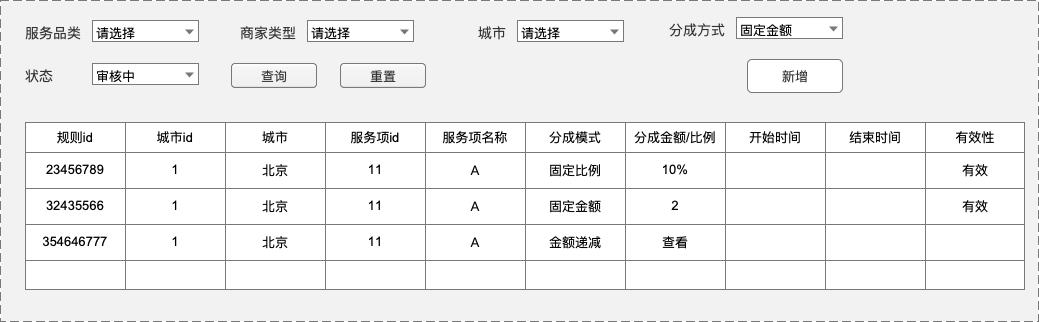 服务品类 请选择 商家类型 请选择 城市 请选择 分成方式 固定金额
状态 审核中 查询 重置 新增
规则id 城市id 城市 服务项id 服务项名称 分成模式 分成金额/比例 开始时间 结束时间 有效性
23456789 1 北京 11 A 固定比例 10% 有效
32435566 1 北京 11 A 固定金额 2 有效
354646777 1 北京 11 A 金额递减 查看